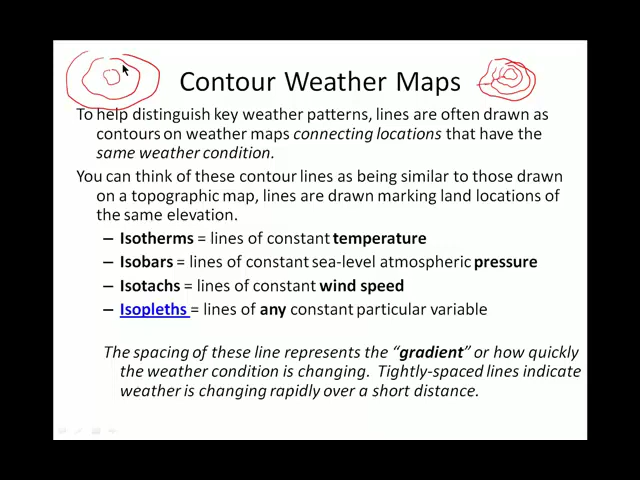 Contour Weather Maps
To help distinguish key weather patterns, lines are often drawn as
contours on weather maps connecting locations that have the
same weather condition.
You can think of these contour lines as being similar to those drawn
on a topographic map, lines are drawn marking land locations of
the same elevation.
– Isotherms = lines of constant temperature
– Isobars = lines of constant sea-level atmospheric pressure
– Isotachs = lines of constant wind speed
– Isopleths = lines of any constant particular variable
The spacing of these line represents the “gradient” or how quickly
the weather condition is changing. Tightly-spaced lines indicate
weather is changing rapidly over a short distance.